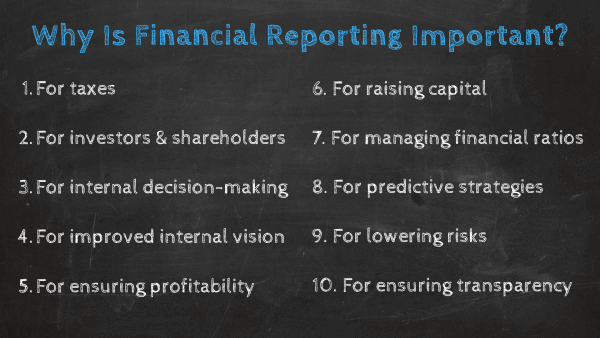 Why Is Financial Reporting Important?
1. For taxes
2. For investors & shareholders
3. For internal decision-making
4. For improved internal vision
5. For ensuring profitability
6. For raising capital
7. For managing financial ratios
8. For predictive strategies
9. For lowering risks
10. For ensuring transparency